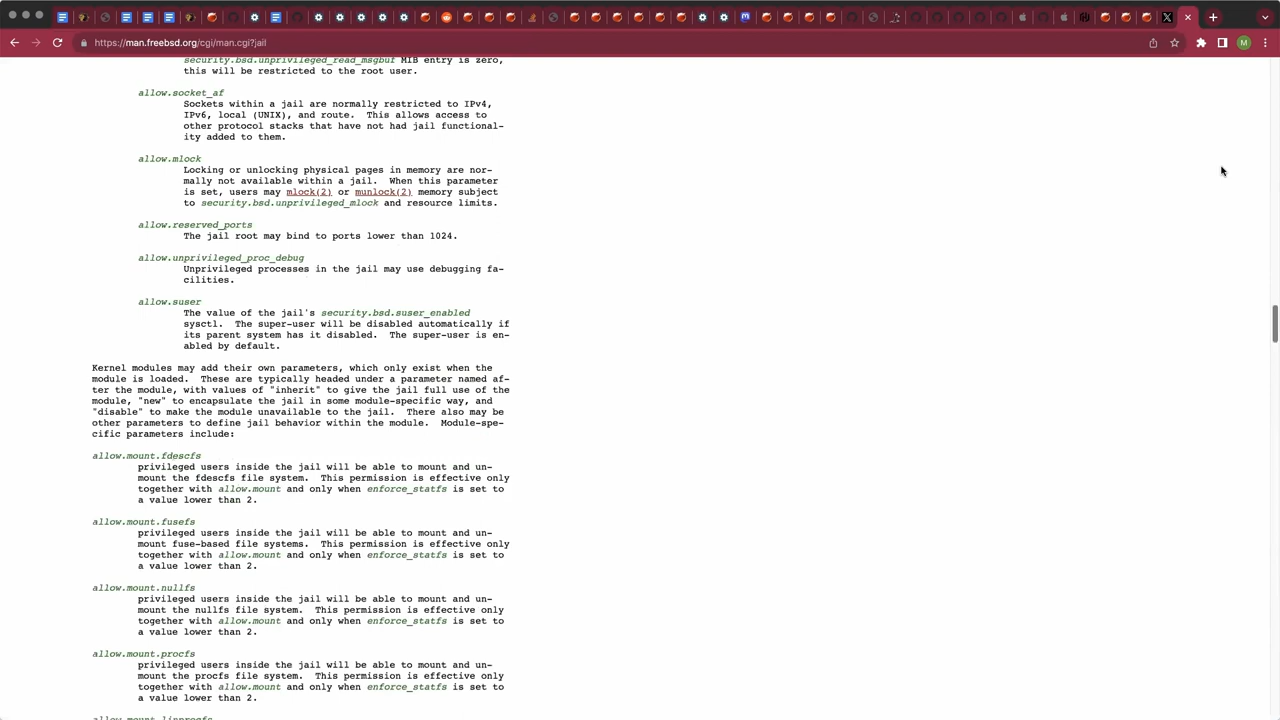 https://man.freebsd.org/cgi/man.cgi?jail
M
security.bsd.unprivileged_read_msgbuf MIB entry is zero,
this will be restricted to the root user.
allow.socket_af
Sockets within a jail are normally restricted to IPv4,
IPv6, local (UNIX), and route.  This allows access to
other protocol stacks that have not had jail functional-
ity added to them.
allow.mlock
Locking or unlocking physical pages in memory are nor-
mally not available within a jail.  When this parameter
is set, users may mlock(2) or munlock(2) memory subject
to security.bsd.unprivileged_mlock and resource limits.
allow.reserved_ports
The jail root may bind to ports lower than 1024.
allow.unprivileged_proc_debug
Unprivileged processes in the jail may use debugging fa-
cilities.
allow.suser
The value of the jail's security.bsd.suser_enabled
sysctl.  The super-user will be disabled automatically if
its parent system has it disabled.  The super-user is en-
abled by default.
Kernel modules may add their own parameters, which only exist when the
module is loaded.  These are typically headed under a parameter named af-
ter the module, with values of "inherit" to give the jail full use of the
module, "new" to encapsulate the jail in some module-specific way, and
"disable" to make the module unavailable to the jail.  There also may be
other parameters to define jail behavior within the module.  Module-spe-
cific parameters include:
allow.mount.fdescfs
privileged users inside the jail will be able to mount and un-
mount the fdescfs file system.  This permission is effective only
together with allow.mount and only when enforce_statfs is set to
a value lower than 2.
allow.mount.fusefs
privileged users inside the jail will be able to mount and un-
mount fuse-based file systems.  This permission is effective only
together with allow.mount and only when enforce_statfs is set to
a value lower than 2.
allow.mount.nullfs
privileged users inside the jail will be able to mount and un-
mount the nullfs file system.  This permission is effective only
together with allow.mount and only when enforce_statfs is set to
a value lower than 2.
allow.mount.procfs
privileged users inside the jail will be able to mount and un-
mount the procfs file system.  This permission is effective only
together with allow.mount and only when enforce_statfs is set to
a value lower than 2.
allow.mount.linprocfs